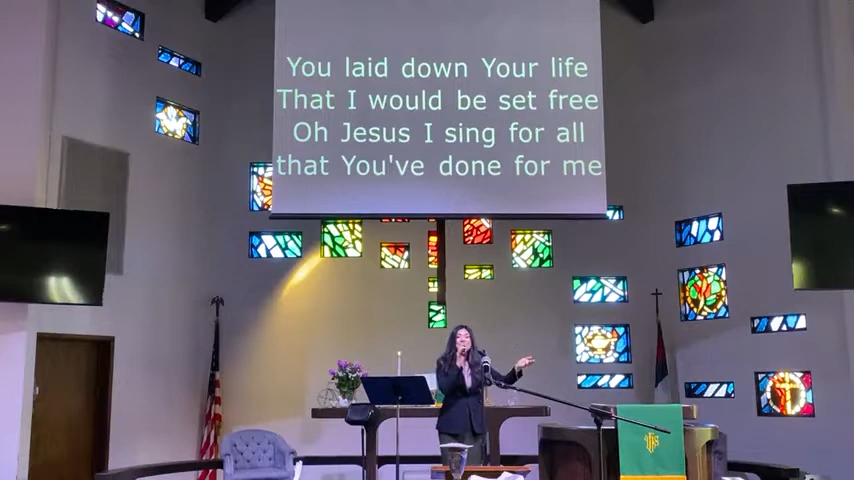 You laid down Your life
That I would be set free
Oh Jesus I sing for all
that You've done for me